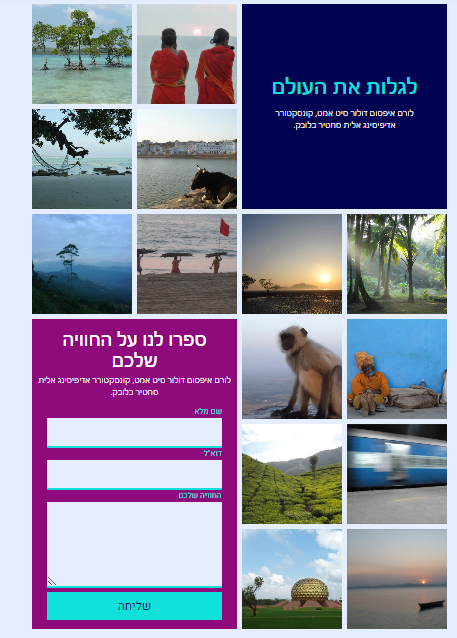 לגלות את העולם
לורם איפסום דולור סיט אמט, קונסקטורר
אדיפיסינג אלית סחטיר בלובק.
ספרו לנו על החוויה
שלכם
לורם איפסום דולור סיט אמט, קונסקטורר אדיפיסינג אלית
סחטיר בלובק.
שם מלא
דוא"ל
החוויה שלכם
שליחה